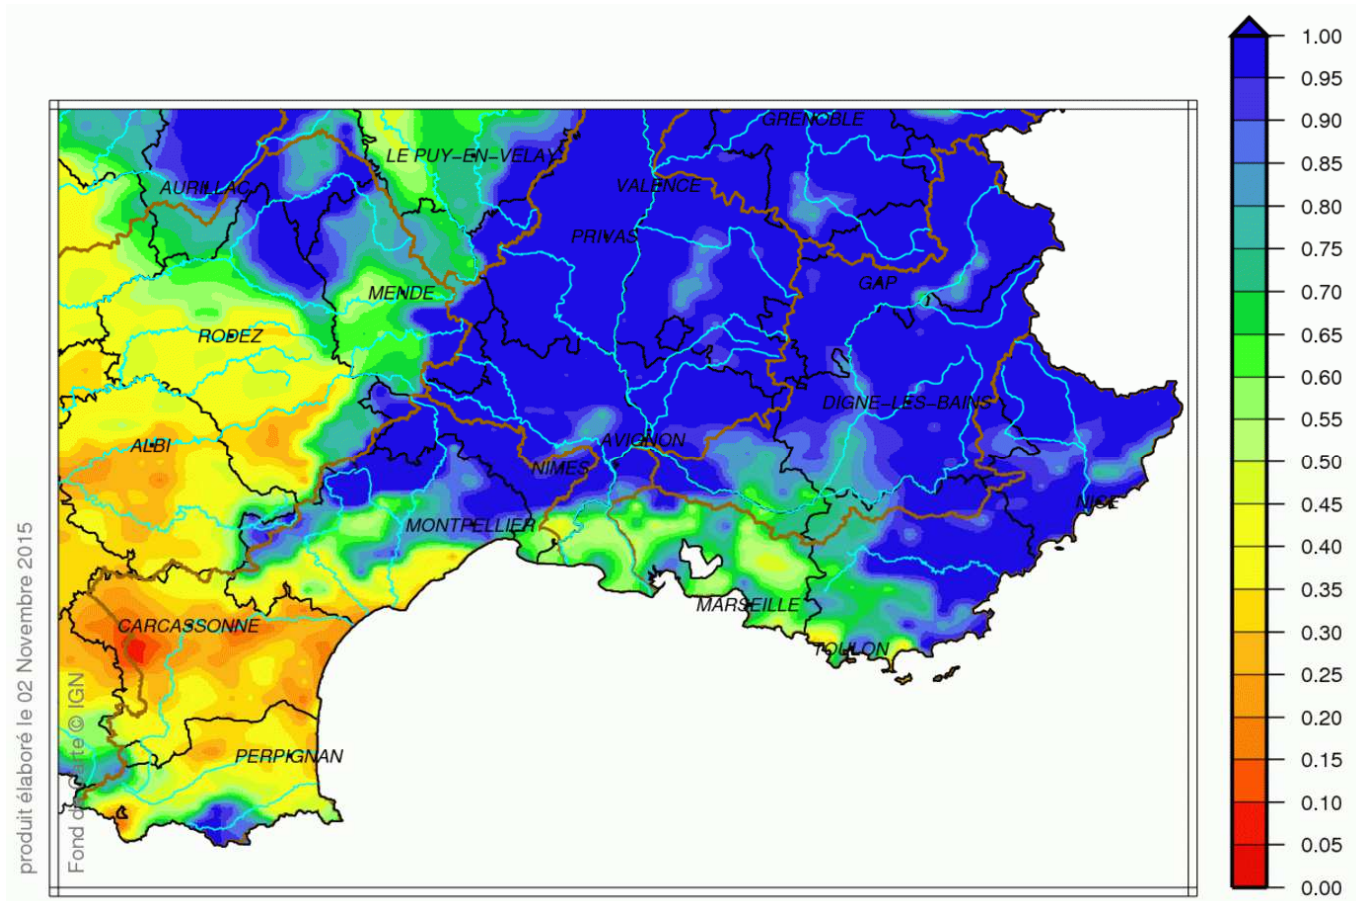 GRENOBLE
LE PUY-EN-VELAY
AURILLAC
VALENCE
PRIVAS
GAP
MENDE
RODEZ
DIGNE-LES-BAINS
ALBI
AVIGNON
NIMES
NICE
MONTPELLIER
MARSEILLE
CARCASSONNE
TOULON
PERPIGNAN
produit élaboré le 02 Novembre 2015
Fond de carte © IGN
1.00
0.95
0.90
0.85
0.80
0.75
0.70
0.65
0.60
0.55
0.50
0.45
0.40
0.35
0.30
0.25
0.20
0.15
0.10
0.05
0.00